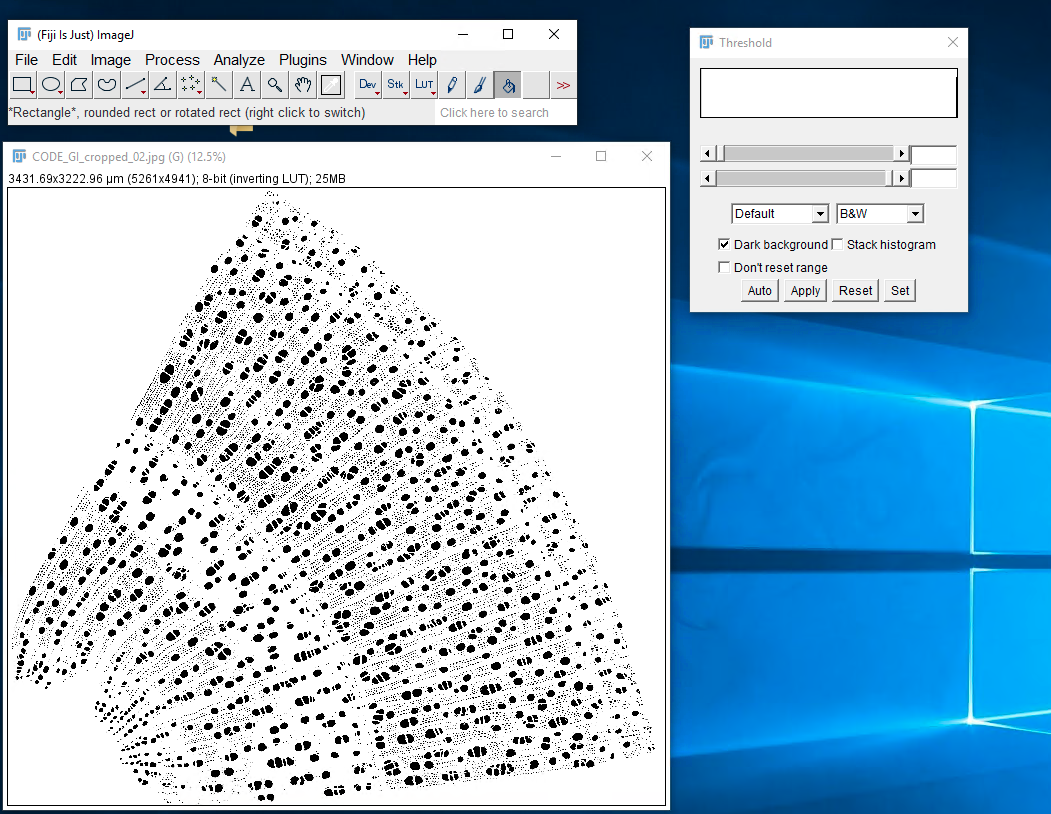 (Fiji Is Just) ImageJ
File Edit Image Process Analyze Plugins Window Help
A Dev Stk LUT >>
*Rectangle*, rounded rect or rotated rect (right click to switch) Click here to search
CODE_GI_cropped_02.jpg (G) (12.5%)
3431.69x3222.96 µm (5261x4941); 8-bit (inverting LUT); 25MB
Threshold
Default B&W
Dark background Stack histogram
Don't reset range
Auto Apply Reset Set